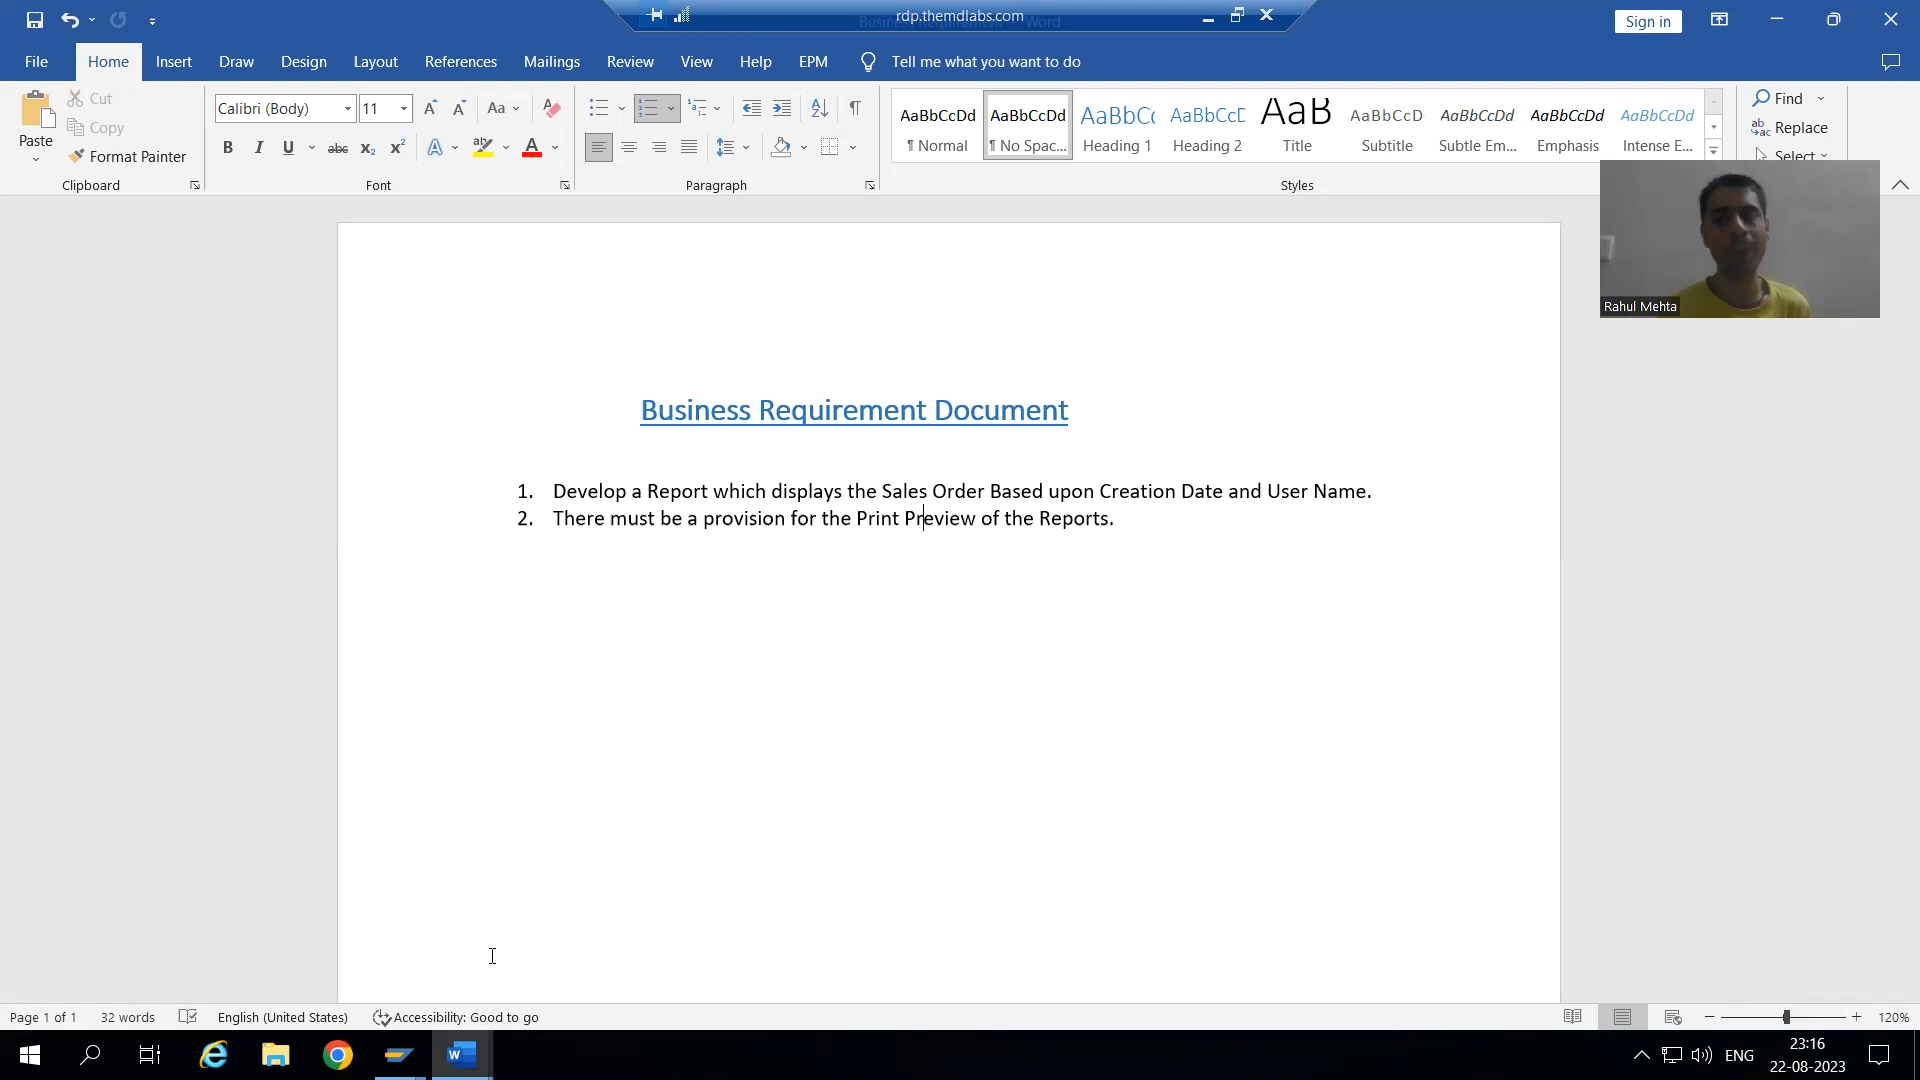 rdp.themdlabs.com
Sign in
File Home Insert Draw Design Layout References Mailings Review View Help EPM Tell me what you want to do
Paste
Cut
Copy
Format Painter
Clipboard
Calibri (Body) 11
Font
Paragraph
AaBbCcDd AaBbCcDd AaBbCc AaBbCcD AaB AaBbCcD AaBbCcDd AaBbCcDd AaBbCcDd
¶ Normal ¶ No Spac... Heading 1 Heading 2 Title Subtitle Subtle Em... Emphasis Intense E...
Styles
Find
Replace
Select
Rahul Mehta
Business Requirement Document
1. Develop a Report which displays the Sales Order Based upon Creation Date and User Name.
2. There must be a provision for the Print Preview of the Reports.
Page 1 of 1 32 words English (United States) Accessibility: Good to go 120%
ENG
23:16
22-08-2023